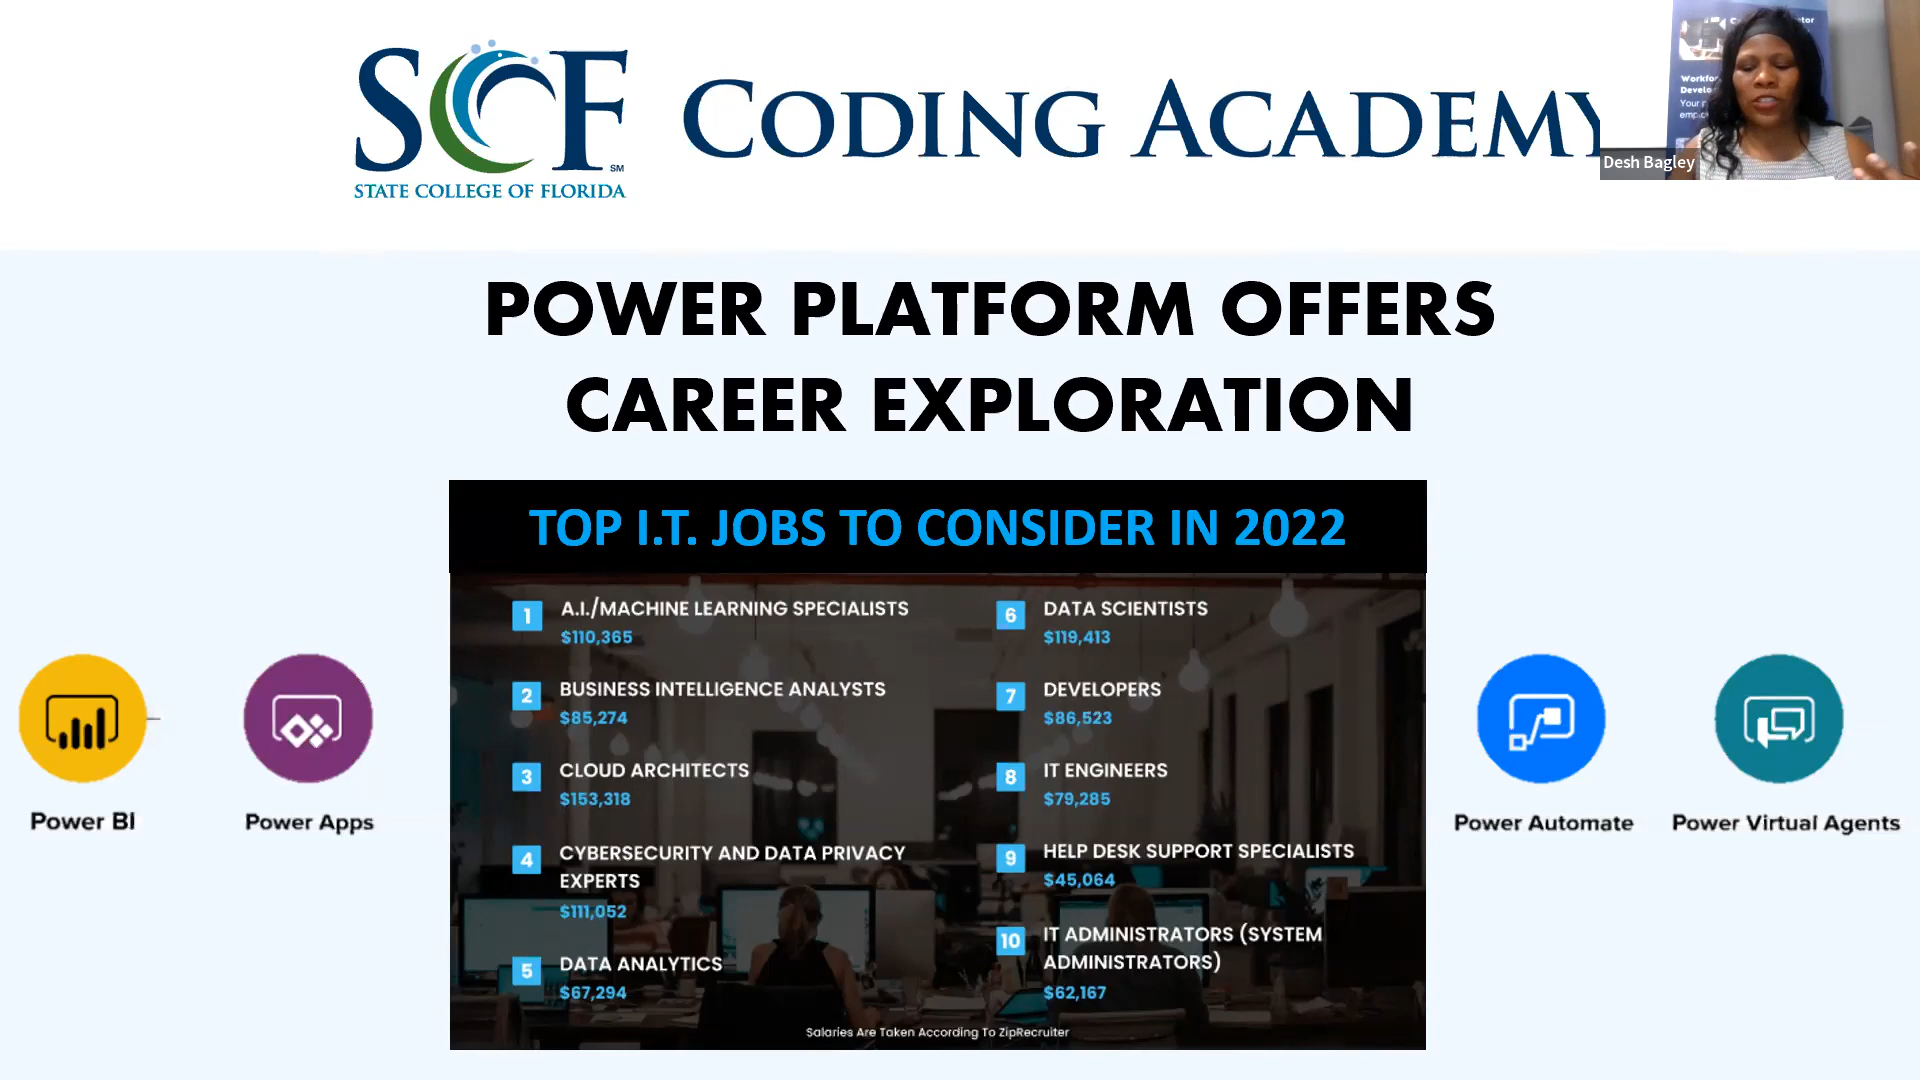 SCF
SM
STATE COLLEGE OF FLORIDA
CODING ACADEMY
Desh Bagley
POWER PLATFORM OFFERS
CAREER EXPLORATION
TOP I.T. JOBS TO CONSIDER IN 2022
1 A.I./MACHINE LEARNING SPECIALISTS
$110,365
2 BUSINESS INTELLIGENCE ANALYSTS
$85,274
3 CLOUD ARCHITECTS
$153,318
4 CYBERSECURITY AND DATA PRIVACY
EXPERTS
$111,052
5 DATA ANALYTICS
$67,294
6 DATA SCIENTISTS
$119,413
7 DEVELOPERS
$86,523
8 IT ENGINEERS
$79,285
9 HELP DESK SUPPORT SPECIALISTS
$45,064
10 IT ADMINISTRATORS (SYSTEM
ADMINISTRATORS)
$62,167
Salaries Are Taken According To ZipRecruiter
Power BI
Power Apps
Power Automate
Power Virtual Agents